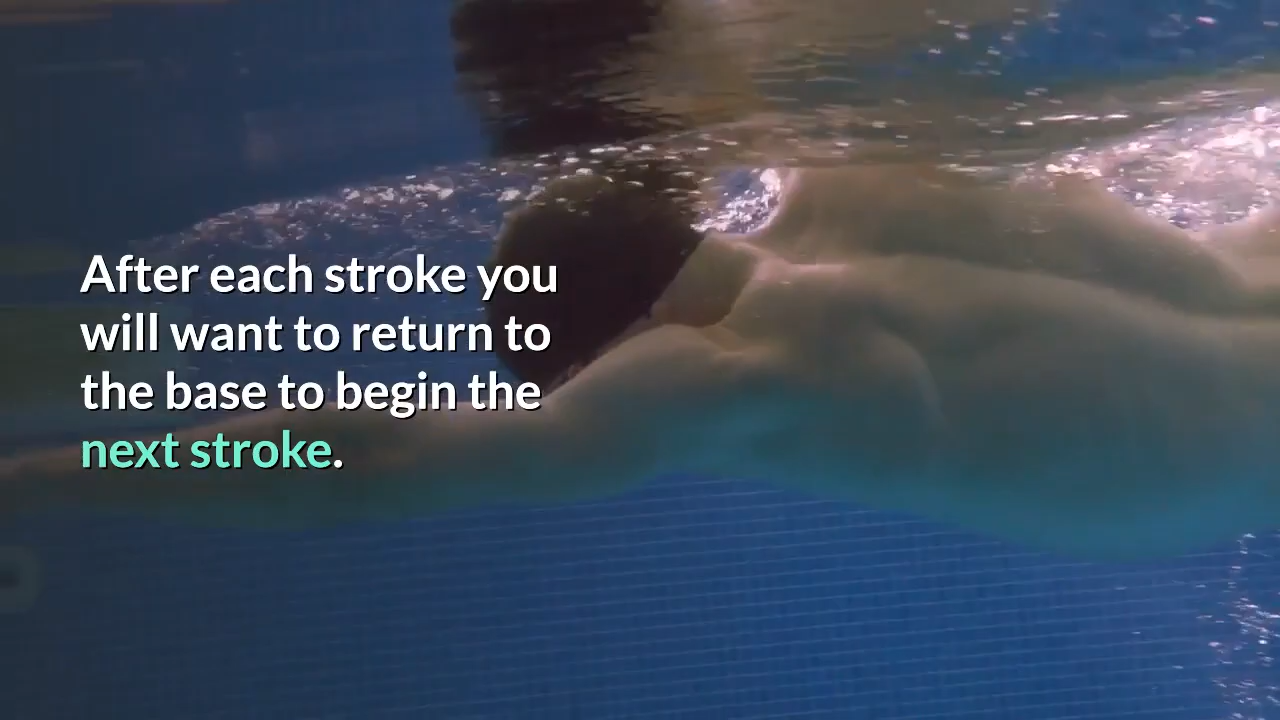 After each stroke you
will want to return to
the base to begin the
next stroke.